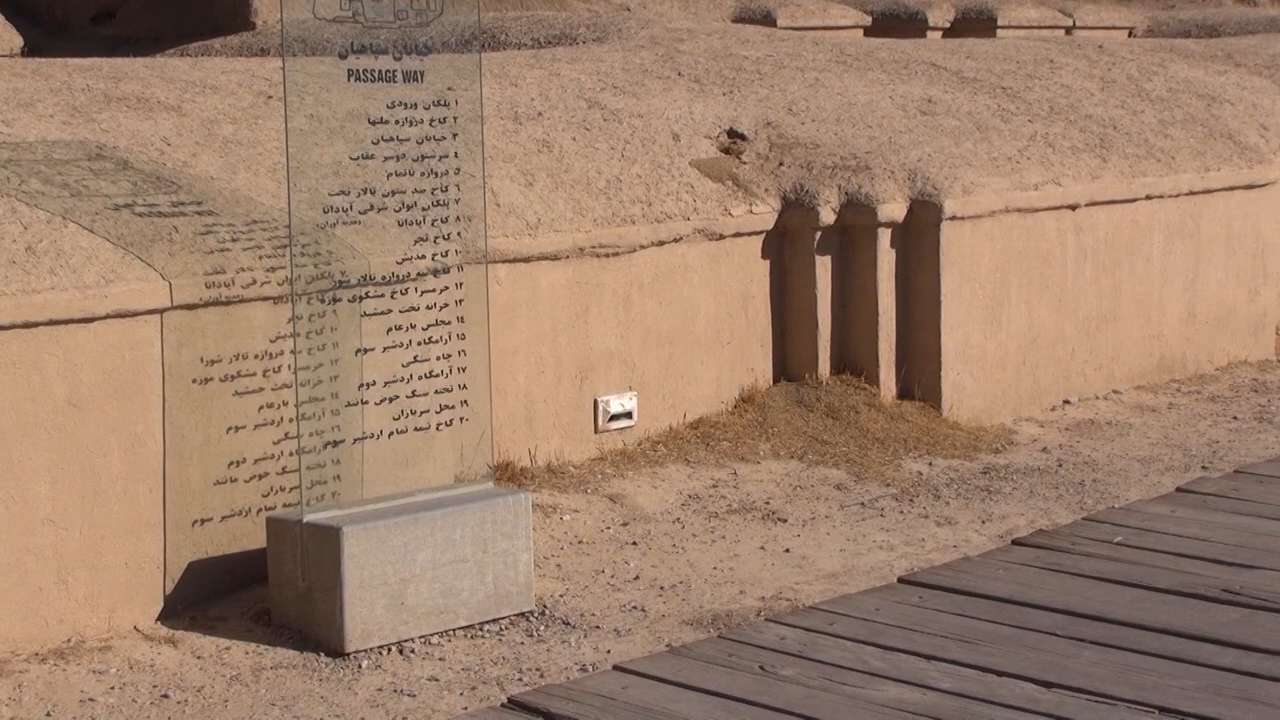 خیابان سپاهیان
PASSAGE WAY
۱ پلکان ورودی
۲ کاخ دروازه ملتها
۳ خیابان سپاهیان
۴ سرستون دوسر عقاب
۵ دروازه ناتمام
۶ کاخ صد ستون تالار تخت
۷ پلکان ایوان شرقی آپادانا
۸ کاخ آپادانا
۹ کاخ تچر
۱۰ کاخ هدیش
۱۱ کاخ سه دروازه تالار شورا
۱۲ حرمسرا کاخ مشکوی موزه
۱۳ خزانه تخت جمشید
۱۴ مجلس بارعام
۱۵ آرامگاه اردشیر سوم
۱۶ چاه سنگی
۱۷ آرامگاه اردشیر دوم
۱۸ تخته سنگ حوض مانند
۱۹ محل سربازان
۲۰ کاخ نیمه تمام اردشیر سوم